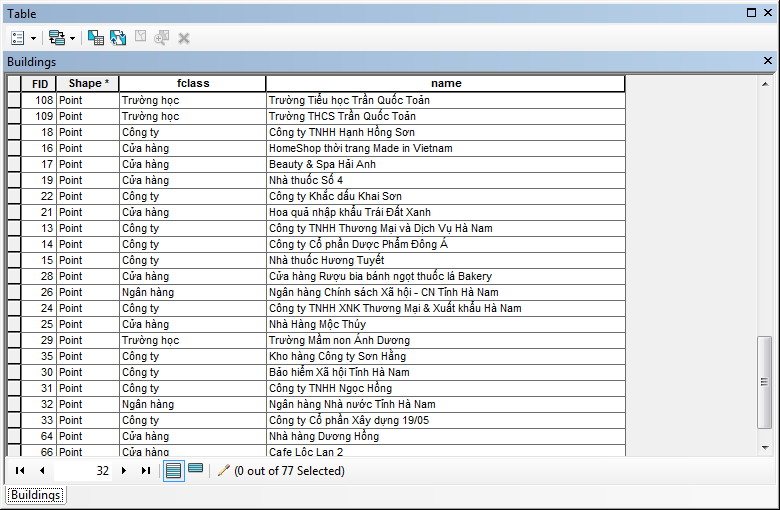 Table
Buildings
FID Shape * fclass name
108 Point Trường học Trường Tiểu học Trần Quốc Toản
109 Point Trường học Trường THCS Trần Quốc Toản
18 Point Công ty Công ty TNHH Hạnh Hồng Sơn
16 Point Cửa hàng HomeShop thời trang Made in Vietnam
17 Point Cửa hàng Beauty & Spa Hải Anh
19 Point Cửa hàng Nhà thuốc Số 4
22 Point Công ty Công ty Khắc dấu Khai Sơn
21 Point Cửa hàng Hoa quả nhập khẩu Trái Đất Xanh
13 Point Công ty Công ty TNHH Thương Mại và Dịch Vụ Hà Nam
14 Point Công ty Công ty Cổ phần Dược Phẩm Đông Á
15 Point Công ty Nhà thuốc Hương Tuyết
28 Point Cửa hàng Cửa hàng Rượu bia bánh ngọt thuốc lá Bakery
26 Point Ngân hàng Ngân hàng Chính sách Xã hội - CN Tỉnh Hà Nam
24 Point Công ty Công ty TNHH XNK Thương Mại & Xuất khẩu Hà Nam
25 Point Cửa hàng Nhà Hàng Mộc Thúy
29 Point Trường học Trường Mầm non Ánh Dương
35 Point Công ty Kho hàng Công ty Sơn Hằng
30 Point Công ty Bảo hiểm Xã hội Tỉnh Hà Nam
31 Point Công ty Công ty TNHH Ngọc Hồng
32 Point Ngân hàng Ngân hàng Nhà nước Tỉnh Hà Nam
33 Point Công ty Công ty Cổ phần Xây dựng 19/05
64 Point Cửa hàng Nhà hàng Dương Hồng
66 Point Cửa hàng Cafe Lộc Lan 2
32 (0 out of 77 Selected)
Buildings